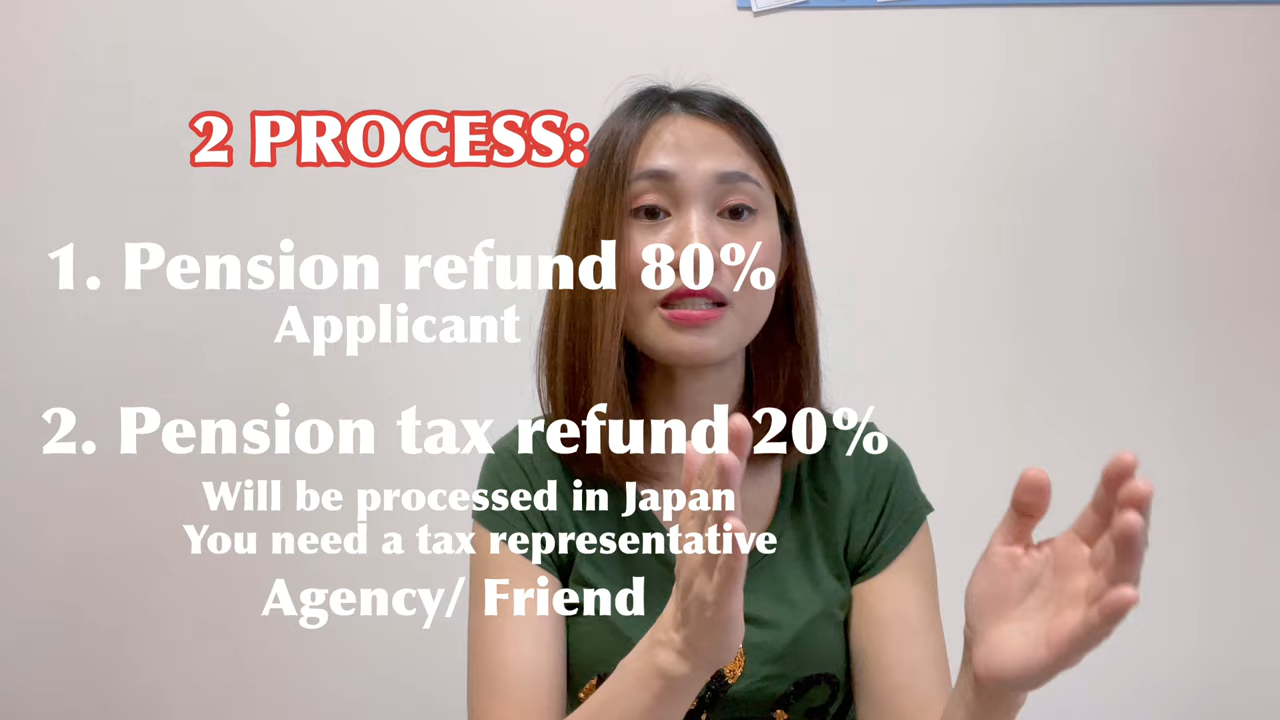 2 PROCESS:
1. Pension refund 80%
Applicant
2. Pension tax refund 20%
Will be processed in Japan
You need a tax representative
Agency/ Friend